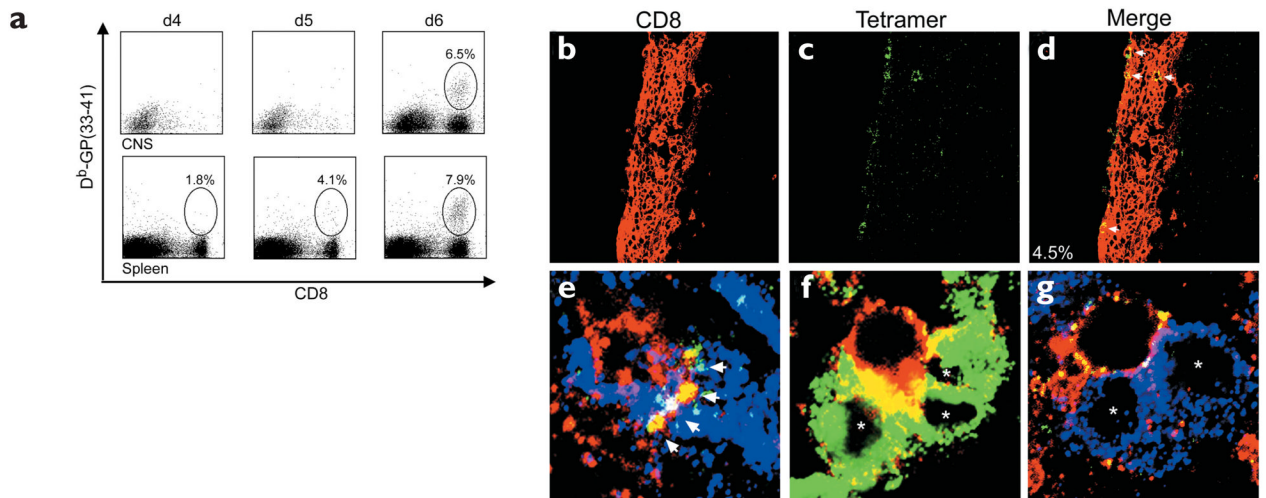 a
d4 d5 d6
6.5%
CNS
1.8% 4.1% 7.9%
Spleen
D^b-GP(33-41)
CD8
CD8 Tetramer Merge
b c d
4.5%
e f g
* * *
* *